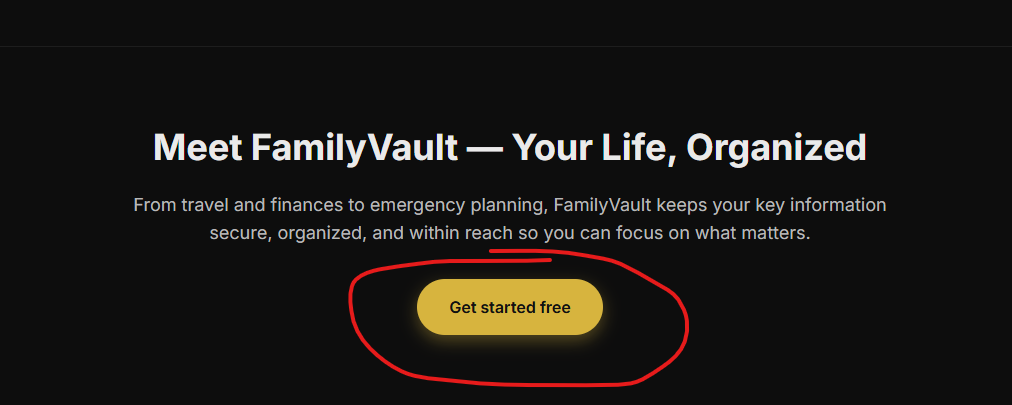 Meet FamilyVault — Your Life, Organized
From travel and finances to emergency planning, FamilyVault keeps your key information
secure, organized, and within reach so you can focus on what matters.
Get started free